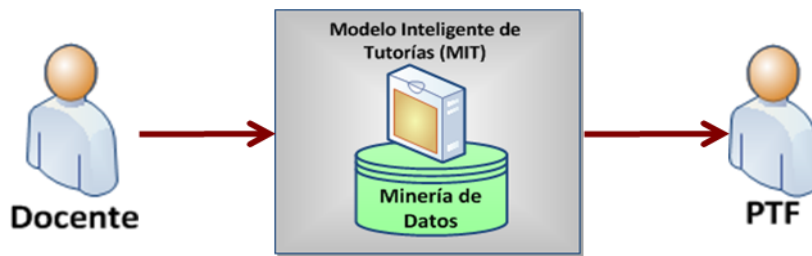 Modelo Inteligente de
Tutorías (MIT)
Minería de
Datos
Docente
PTF